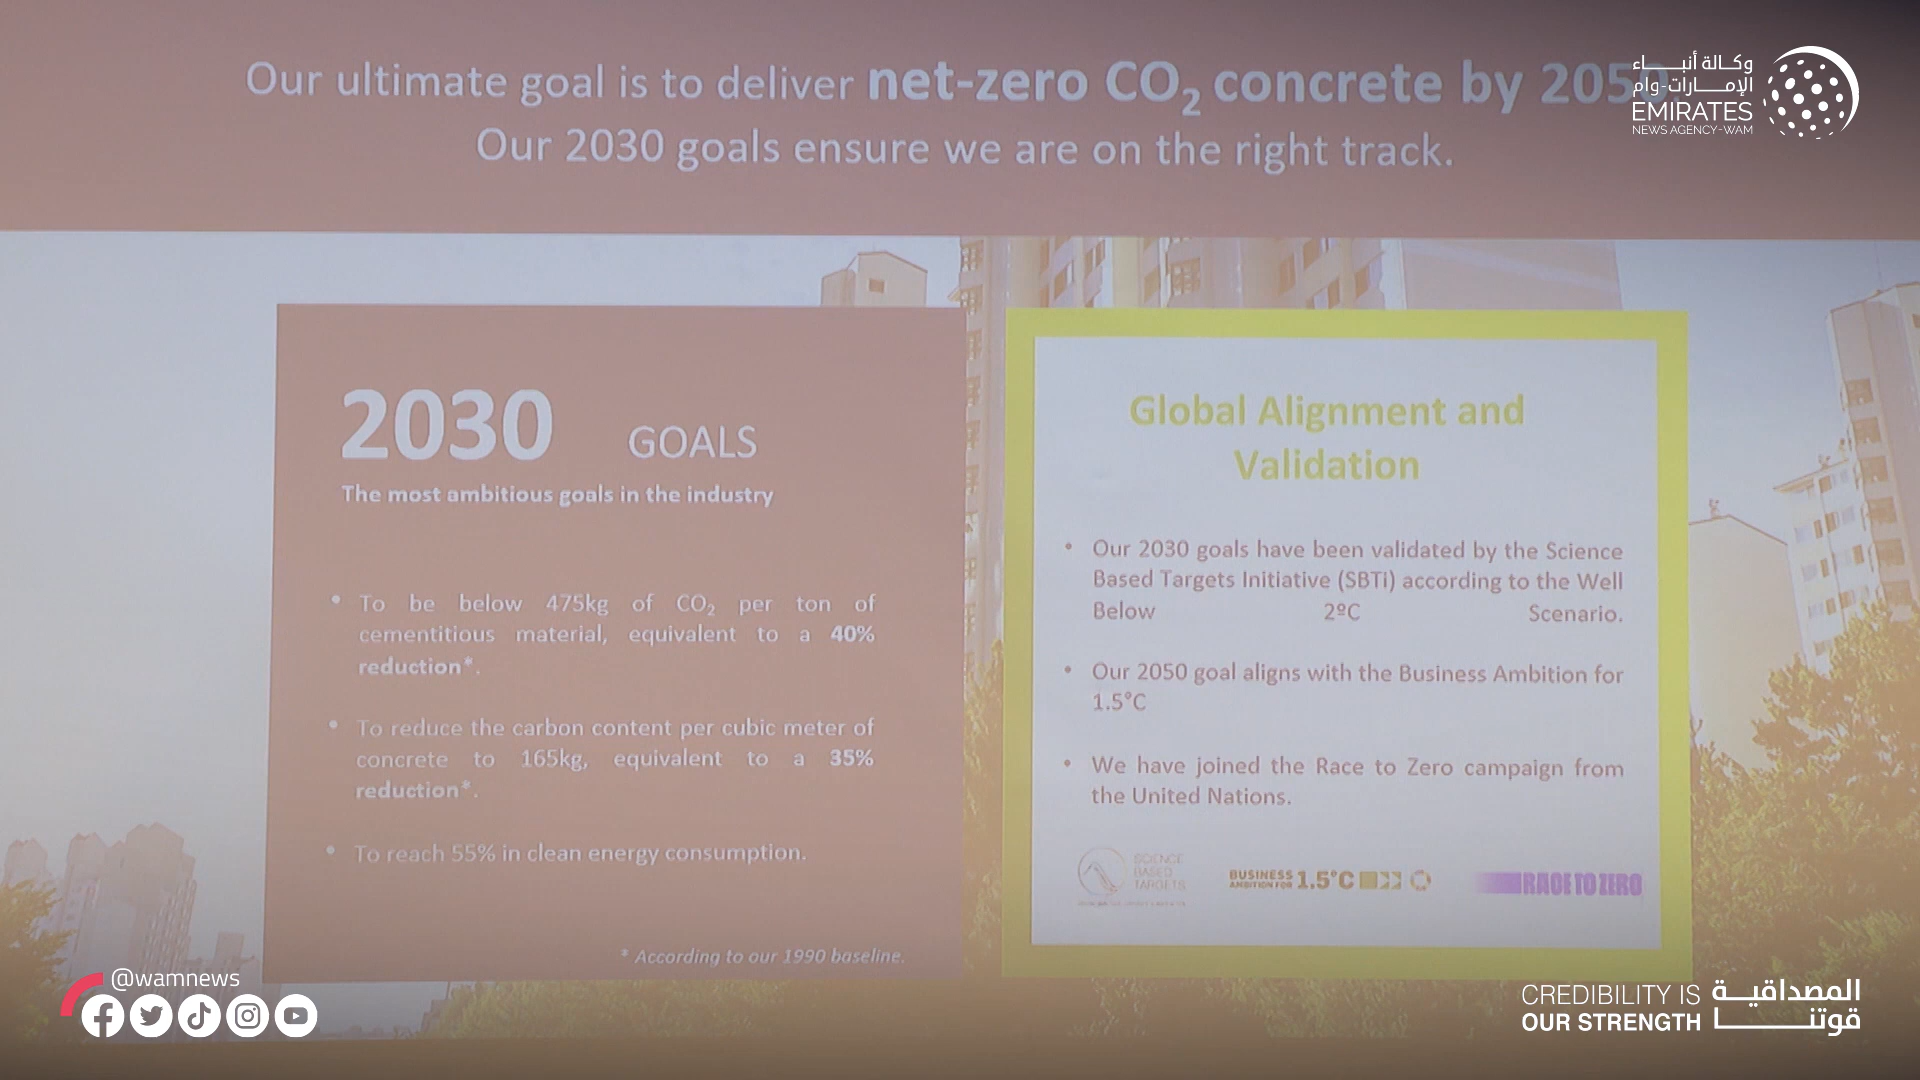 Our ultimate goal is to deliver net-zero CO₂ concrete by 2050.
Our 2030 goals ensure we are on the right track.
وكالة أنباء
الإمارات-وام
EMIRATES
NEWS AGENCY-WAM
2030 GOALS
The most ambitious goals in the industry
• To be below 475kg of CO₂ per ton of
cementitious material, equivalent to a 40%
reduction*.
• To reduce the carbon content per cubic meter of
concrete to 165kg, equivalent to a 35%
reduction*.
• To reach 55% in clean energy consumption.
* According to our 1990 baseline.
Global Alignment and
Validation
• Our 2030 goals have been validated by the Science
Based Targets Initiative (SBTi) according to the Well
Below 2ºC Scenario.
• Our 2050 goal aligns with the Business Ambition for
1.5°C
• We have joined the Race to Zero campaign from
the United Nations.
SCIENCE
BASED
TARGETS
BUSINESS
AMBITION FOR 1.5°C
RACE TO ZERO
@wamnews
CREDIBILITY IS
OUR STRENGTH
المصداقية
قوتنا